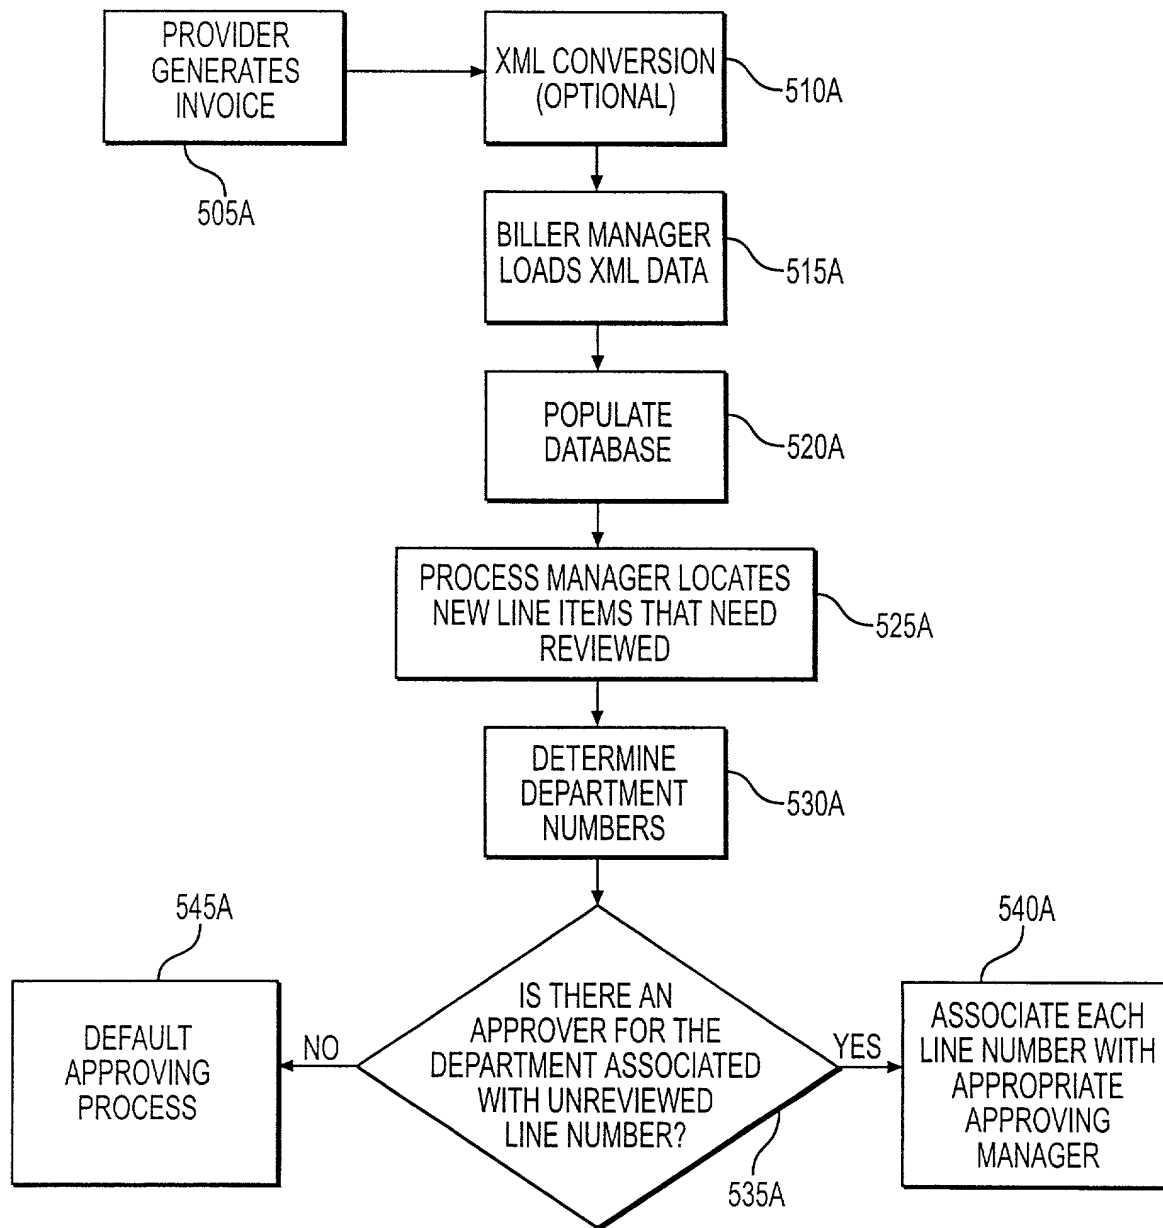 PROVIDER
GENERATES
INVOICE
505A
XML CONVERSION
(OPTIONAL)
510A
BILLER MANAGER
LOADS XML DATA
515A
POPULATE
DATABASE
520A
PROCESS MANAGER LOCATES
NEW LINE ITEMS THAT NEED
REVIEWED
525A
DETERMINE
DEPARTMENT
NUMBERS
530A
IS THERE AN
APPROVER FOR THE
DEPARTMENT ASSOCIATED
WITH UNREVIEWED
LINE NUMBER?
535A
NO
545A
DEFAULT
APPROVING
PROCESS
YES
540A
ASSOCIATE EACH
LINE NUMBER WITH
APPROPRIATE
APPROVING
MANAGER